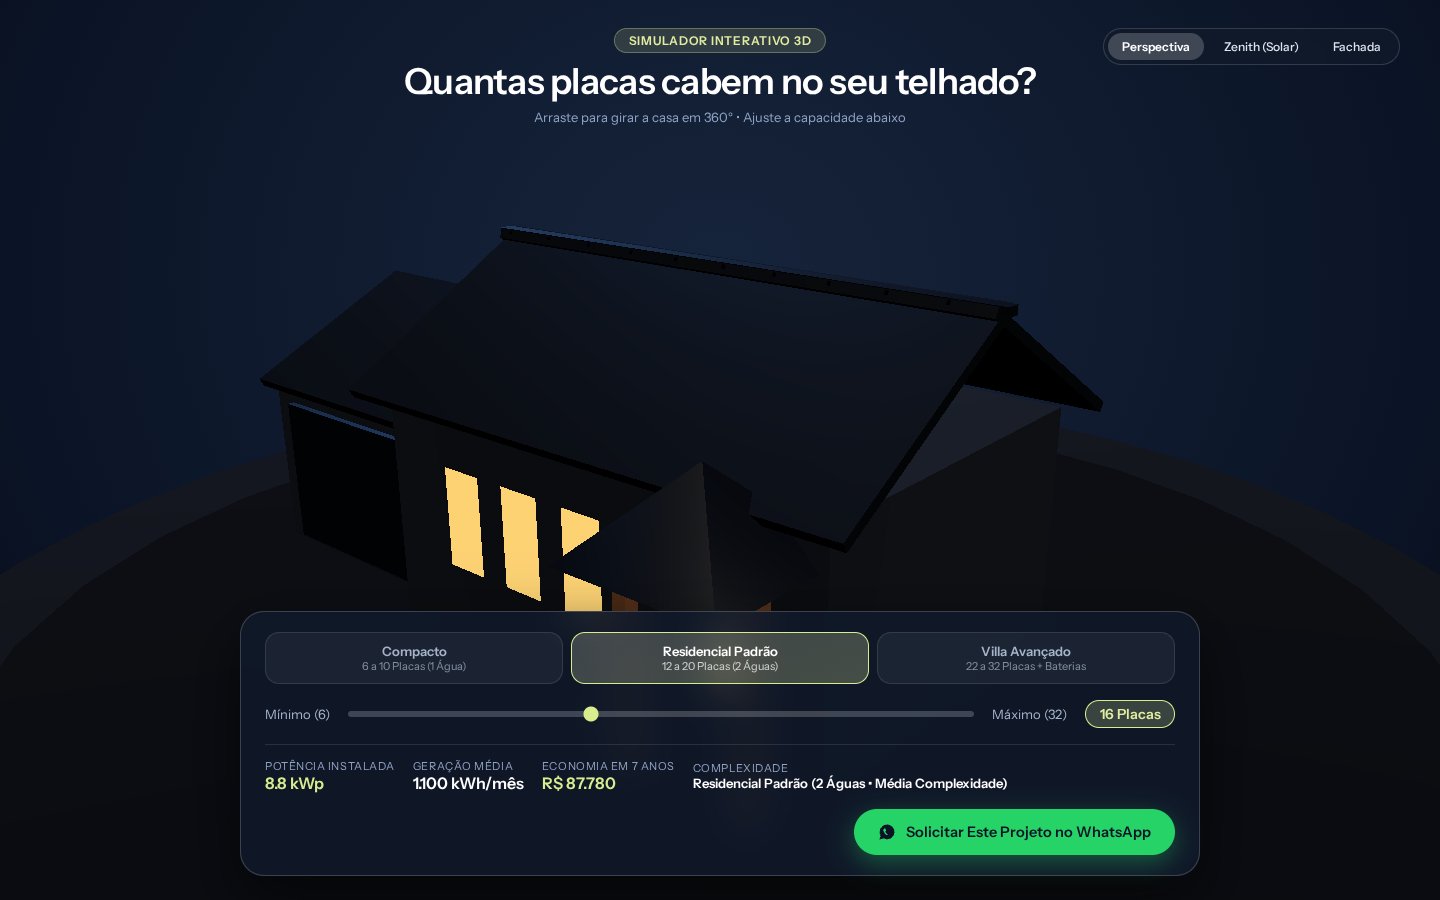 SIMULADOR INTERATIVO 3D
Quantas placas cabem no seu telhado?
Arraste para girar a casa em 360° • Ajuste a capacidade abaixo
Perspectiva
Zenith (Solar)
Fachada
Compacto
6 a 10 Placas (1 Água)
Residencial Padrão
12 a 20 Placas (2 Águas)
Villa Avançado
22 a 32 Placas + Baterias
Mínimo (6)
Máximo (32)
16 Placas
POTÊNCIA INSTALADA
8.8 kWp
GERAÇÃO MÉDIA
1.100 kWh/mês
ECONOMIA EM 7 ANOS
R$ 87.780
COMPLEXIDADE
Residencial Padrão (2 Águas • Média Complexidade)
Solicitar Este Projeto no WhatsApp